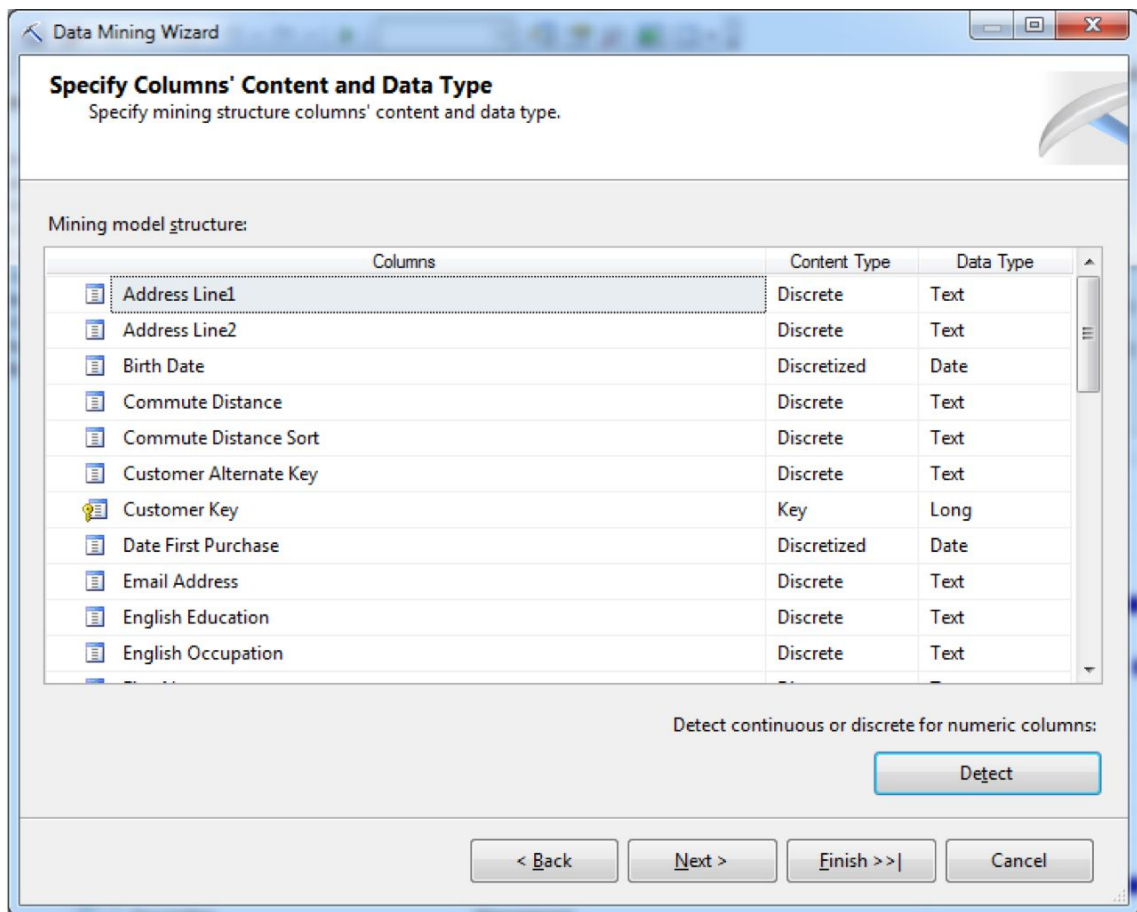 Data Mining Wizard
Specify Columns' Content and Data Type
Specify mining structure columns' content and data type.
Mining model structure:
Columns Content Type Data Type
Address Line1 Discrete Text
Address Line2 Discrete Text
Birth Date Discretized Date
Commute Distance Discrete Text
Commute Distance Sort Discrete Text
Customer Alternate Key Discrete Text
Customer Key Key Long
Date First Purchase Discretized Date
Email Address Discrete Text
English Education Discrete Text
English Occupation Discrete Text
Detect continuous or discrete for numeric columns:
Detect
< Back Next > Finish >>| Cancel